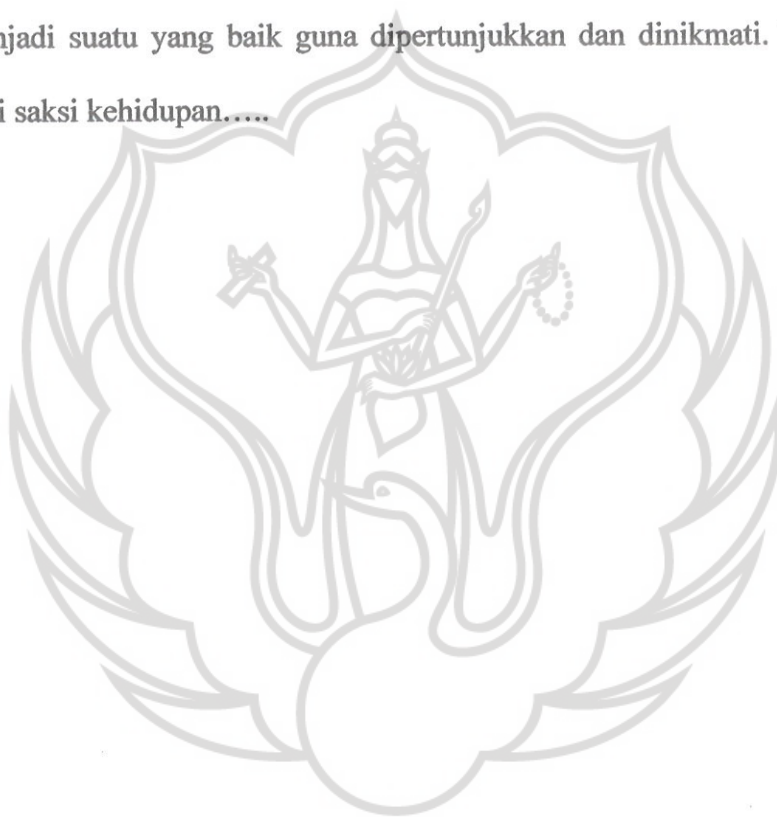 njadi suatu yang baik guna dipertunjukkan dan dinikmati.
i saksi kehidupan.....